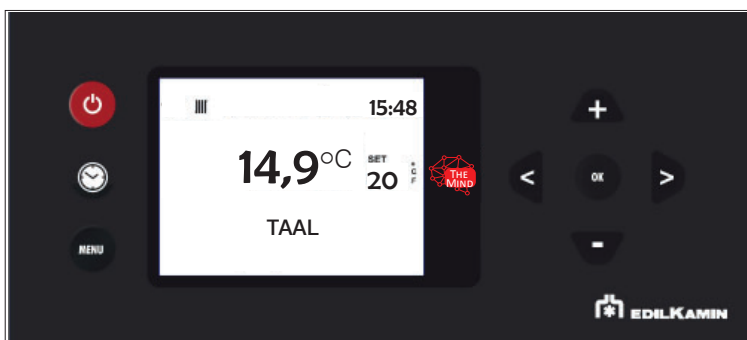 15:48
14,9°C
SET
20
°C
F
TAAL
THE
MIND
MENU
+
<
OK
>
-
EDILKAMIN